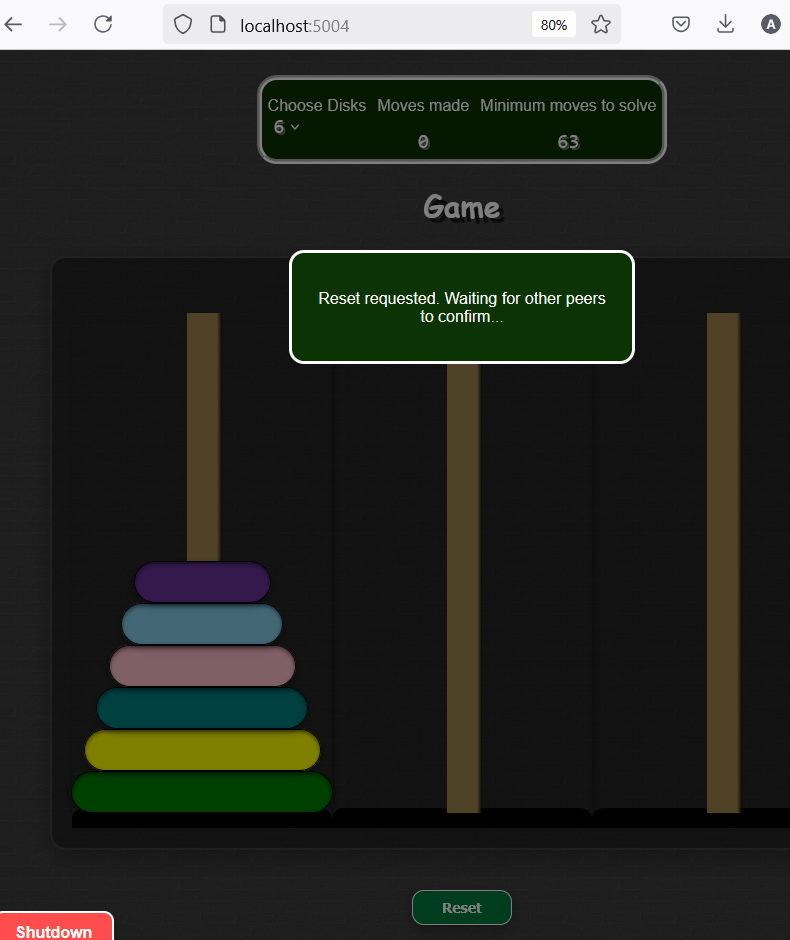 localhost:5004
80%
A
Choose Disks Moves made Minimum moves to solve
6
0
63
Game
Reset requested. Waiting for other peers
to confirm...
Reset
Shutdown